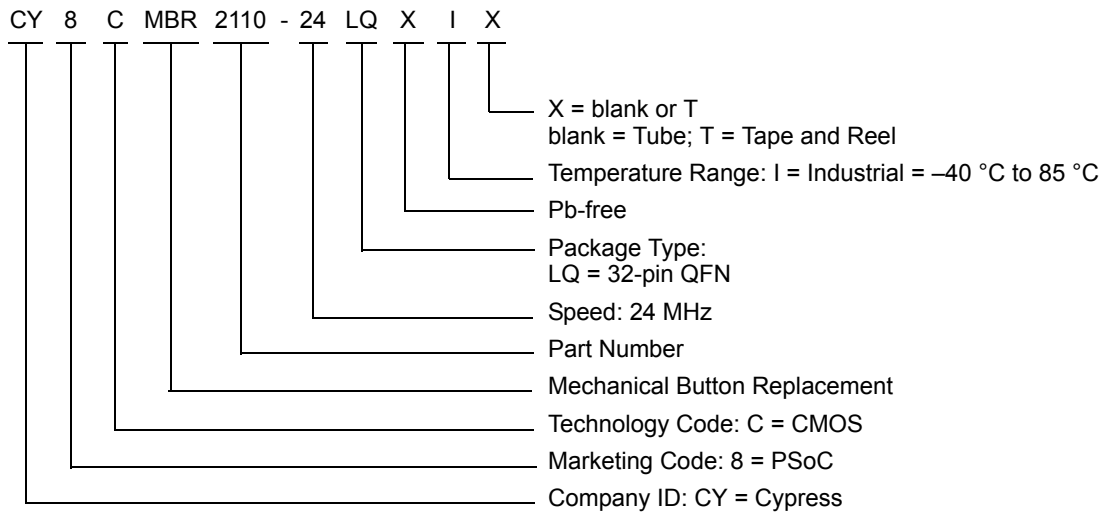 CY 8 C MBR 2110 - 24 LQ X I X
X = blank or T
blank = Tube; T = Tape and Reel
Temperature Range: I = Industrial = –40 °C to 85 °C
Pb-free
Package Type:
LQ = 32-pin QFN
Speed: 24 MHz
Part Number
Mechanical Button Replacement
Technology Code: C = CMOS
Marketing Code: 8 = PSoC
Company ID: CY = Cypress